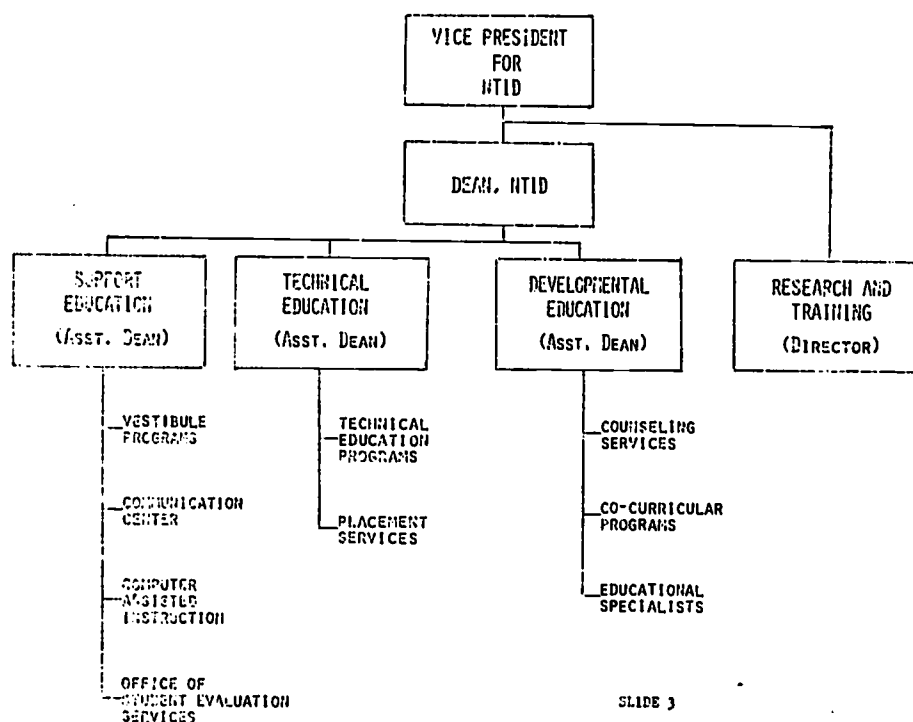 VICE PRESIDENT
FOR
NTID
DEAN, NTID
SUPPORT
EDUCATION
(ASST. DEAN)
TECHNICAL
EDUCATION
(ASST. DEAN)
DEVELOPMENTAL
EDUCATION
(ASST. DEAN)
RESEARCH AND
TRAINING
(DIRECTOR)
VESTIBULE
PROGRAMS
COMMUNICATION
CENTER
COMPUTER
ASSISTED
INSTRUCTION
OFFICE OF
STUDENT EVALUATION
SERVICES
TECHNICAL
EDUCATION
PROGRAMS
PLACEMENT
SERVICES
COUNSELING
SERVICES
CO-CURRICULAR
PROGRAMS
EDUCATIONAL
SPECIALISTS
SLIDE 3